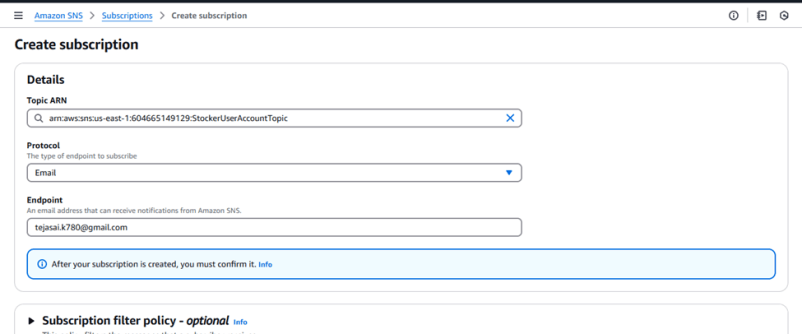 Amazon SNS > Subscriptions > Create subscription
Create subscription
Details
Topic ARN
arn:aws:sns:us-east-1:604665149129:StockerUserAccountTopic
Protocol
The type of endpoint to subscribe
Email
Endpoint
An email address that can receive notifications from Amazon SNS.
tejasai.k780@gmail.com
After your subscription is created, you must confirm it. Info
Subscription filter policy - optional Info